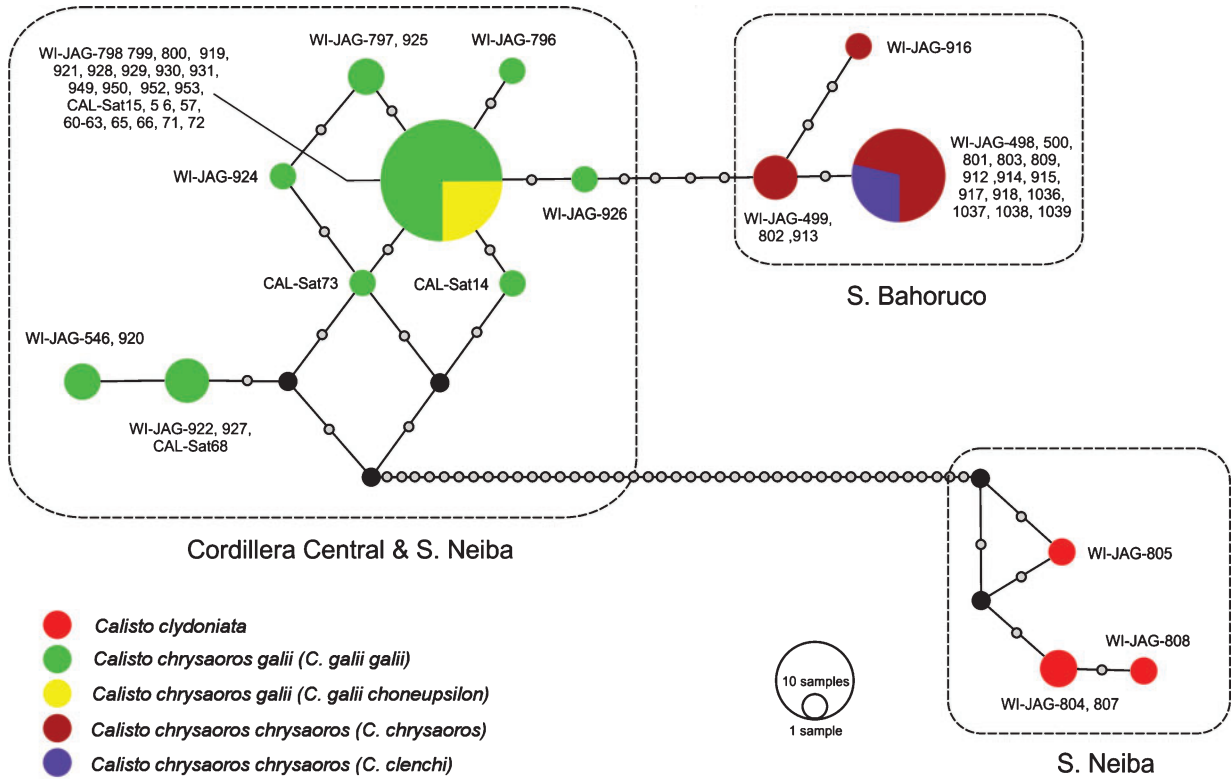 WI-JAG-798 799, 800, 919,
921, 928, 929, 930, 931,
949, 950, 952, 953,
CAL-Sat15, 5 6, 57,
60-63, 65, 66, 71, 72
WI-JAG-797, 925
WI-JAG-796
WI-JAG-924
WI-JAG-926
CAL-Sat73
CAL-Sat14
WI-JAG-546, 920
WI-JAG-922, 927,
CAL-Sat68
Cordillera Central & S. Neiba
WI-JAG-916
WI-JAG-498, 500,
801, 803, 809,
912 ,914, 915,
917, 918, 1036,
1037, 1038, 1039
WI-JAG-499,
802 ,913
S. Bahoruco
WI-JAG-805
WI-JAG-808
WI-JAG-804, 807
S. Neiba
Calisto clydoniata
Calisto chrysaoros galii (C. galii galii)
Calisto chrysaoros galii (C. galii choneupsilon)
Calisto chrysaoros chrysaoros (C. chrysaoros)
Calisto chrysaoros chrysaoros (C. clenchi)
10 samples
1 sample